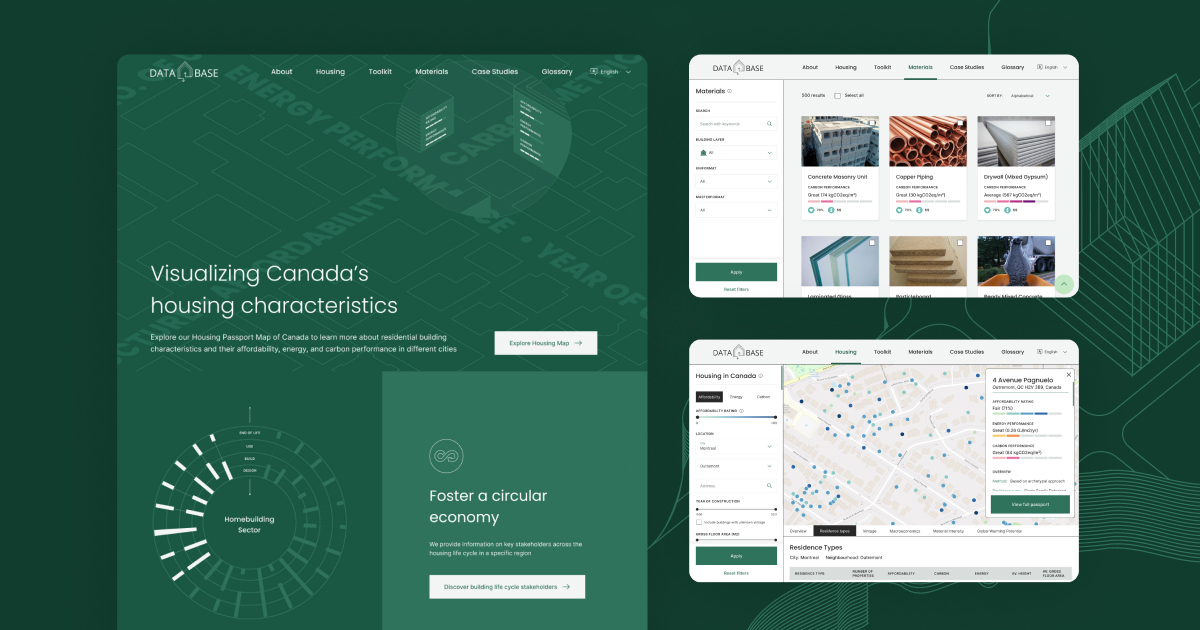 DATA BASE
About
Housing
Toolkit
Materials
Case Studies
Glossary
English
ENERGY PERFORMANCE
CARBON
YEAR OF
Visualizing Canada's
housing characteristics
Explore our Housing Passport Map of Canada to learn more about residential building
characteristics and their affordability, energy, and carbon performance in different cities
Explore Housing Map
END OF LIFE
USE
BUILD
DESIGN
Homebuilding
Sector
Foster a circular
economy
We provide information on key stakeholders across the
housing life cycle in a specific region
Discover building life cycle stakeholders
DATA BASE
About
Housing
Toolkit
Materials
Case Studies
Glossary
English
Materials
SEARCH
Search with keywords
BUILDING LAYER
All
UNIFORMAT
All
MASTERFORMAT
All
Apply
Reset filters
500 results
Select all
SORT BY:
Alphabetical
Concrete Masonry Unit
CARBON PERFORMANCE
Great (74 kgCO2eq/m²)
Copper Piping
CARBON PERFORMANCE
Great (30 kgCO2eq/m²)
Drywall (Mixed Gypsum)
CARBON PERFORMANCE
Average (567 kgCO2eq/m²)
Laminated Glass
Particleboard
Ready Mixed Concrete
DATA BASE
About
Housing
Toolkit
Materials
Case Studies
Glossary
English
Housing in Canada
Affordability
Energy
Carbon
AFFORDABILITY RATING
0
100
LOCATION
City
Montreal
Outremont
Address
YEAR OF CONSTRUCTION
Include buildings with unknown vintage
GROSS FLOOR AREA (M2)
Apply
Reset filters
4 Avenue Pagnuelo
Outremont, QC H2V 3B9, Canada
AFFORDABILITY RATING
Fair (71%)
ENERGY PERFORMANCE
Great (0.26 GJ/m2/yr)
CARBON PERFORMANCE
Great (84 kgCO2eq/m²)
OVERVIEW
Method
Based on archetypal approach
View full passport
Overview
Residence types
Vintage
Macroeconomics
Material Intensity
Global Warming Potential
Residence Types
City: Montreal
Neighbourhood: Outremont
RESIDENCE TYPE
NUMBER OF
PROPERTIES
AFFORDABILITY
CARBON
ENERGY
AV. HEIGHT
AV. GROSS
FLOOR AREA